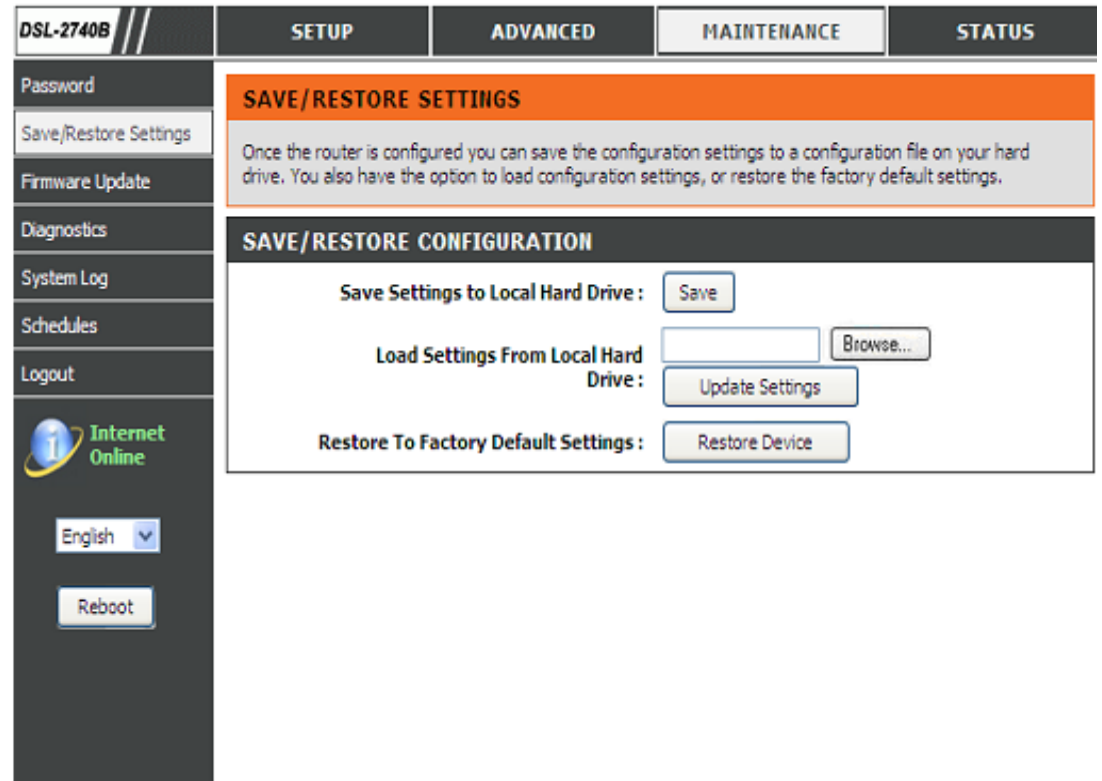 DSL-2740B
SETUP
ADVANCED
MAINTENANCE
STATUS
Password
Save/Restore Settings
Firmware Update
Diagnostics
System Log
Schedules
Logout
Internet
Online
English
Reboot
SAVE/RESTORE SETTINGS
Once the router is configured you can save the configuration settings to a configuration file on your hard
drive. You also have the option to load configuration settings, or restore the factory default settings.
SAVE/RESTORE CONFIGURATION
Save Settings to Local Hard Drive :
Save
Load Settings From Local Hard
Drive :
Browse...
Update Settings
Restore To Factory Default Settings :
Restore Device